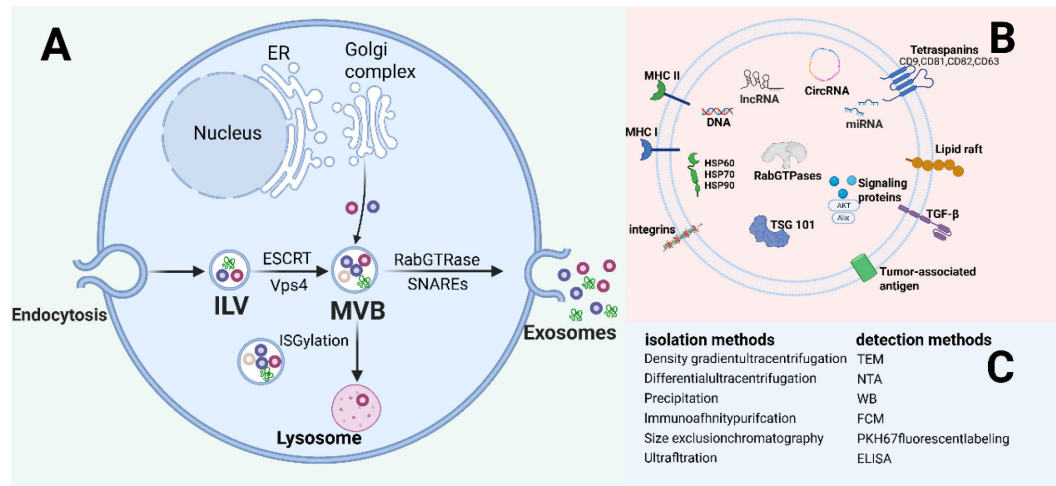 A
ER
Golgi
complex
Nucleus
ESCRT
Vps4
RabGTRase
SNAREs
ILV
MVB
Endocytosis
Exosomes
ISGylation
Lysosome
B
Tetraspanins
CD9,CD81,CD82,CD63
MHC II
lncRNA
CircRNA
DNA
miRNA
MHC I
HSP60
HSP70
HSP90
RabGTPases
Lipid raft
Signaling
proteins
AKT
Alix
TGF-β
integrins
TSG 101
Tumor-associated
antigen
C
isolation methods detection methods
Density gradientultracentrifugation TEM
Differentialultracentrifugation NTA
Precipitation WB
Immunoafhnitypurifcation FCM
Size exclusionchromatography PKH67fluorescentlabeling
Ultrafltration ELISA